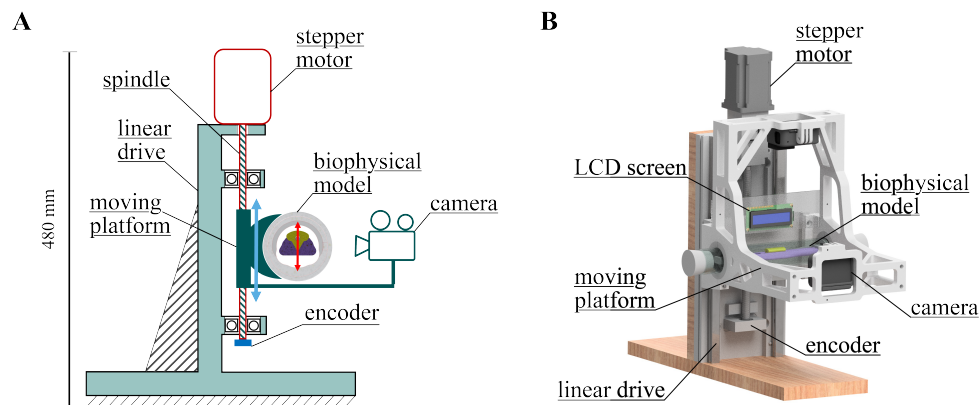 A
stepper
motor
spindle
linear
drive
biophysical
model
moving
platform
camera
480 mm
encoder
B
stepper
motor
LCD screen
biophysical
model
moving
platform
camera
encoder
linear drive